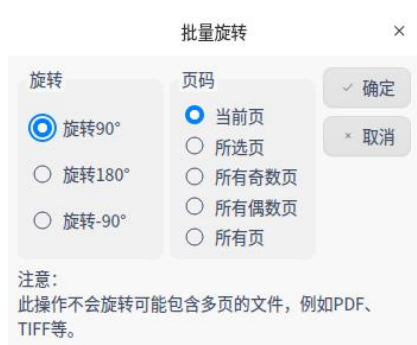 批量旋转
旋转
旋转90°
旋转180°
旋转-90°
页码
当前页
所选页
所有奇数页
所有偶数页
所有页
确定
取消
注意：
此操作不会旋转可能包含多页的文件，例如PDF、
TIFF等。